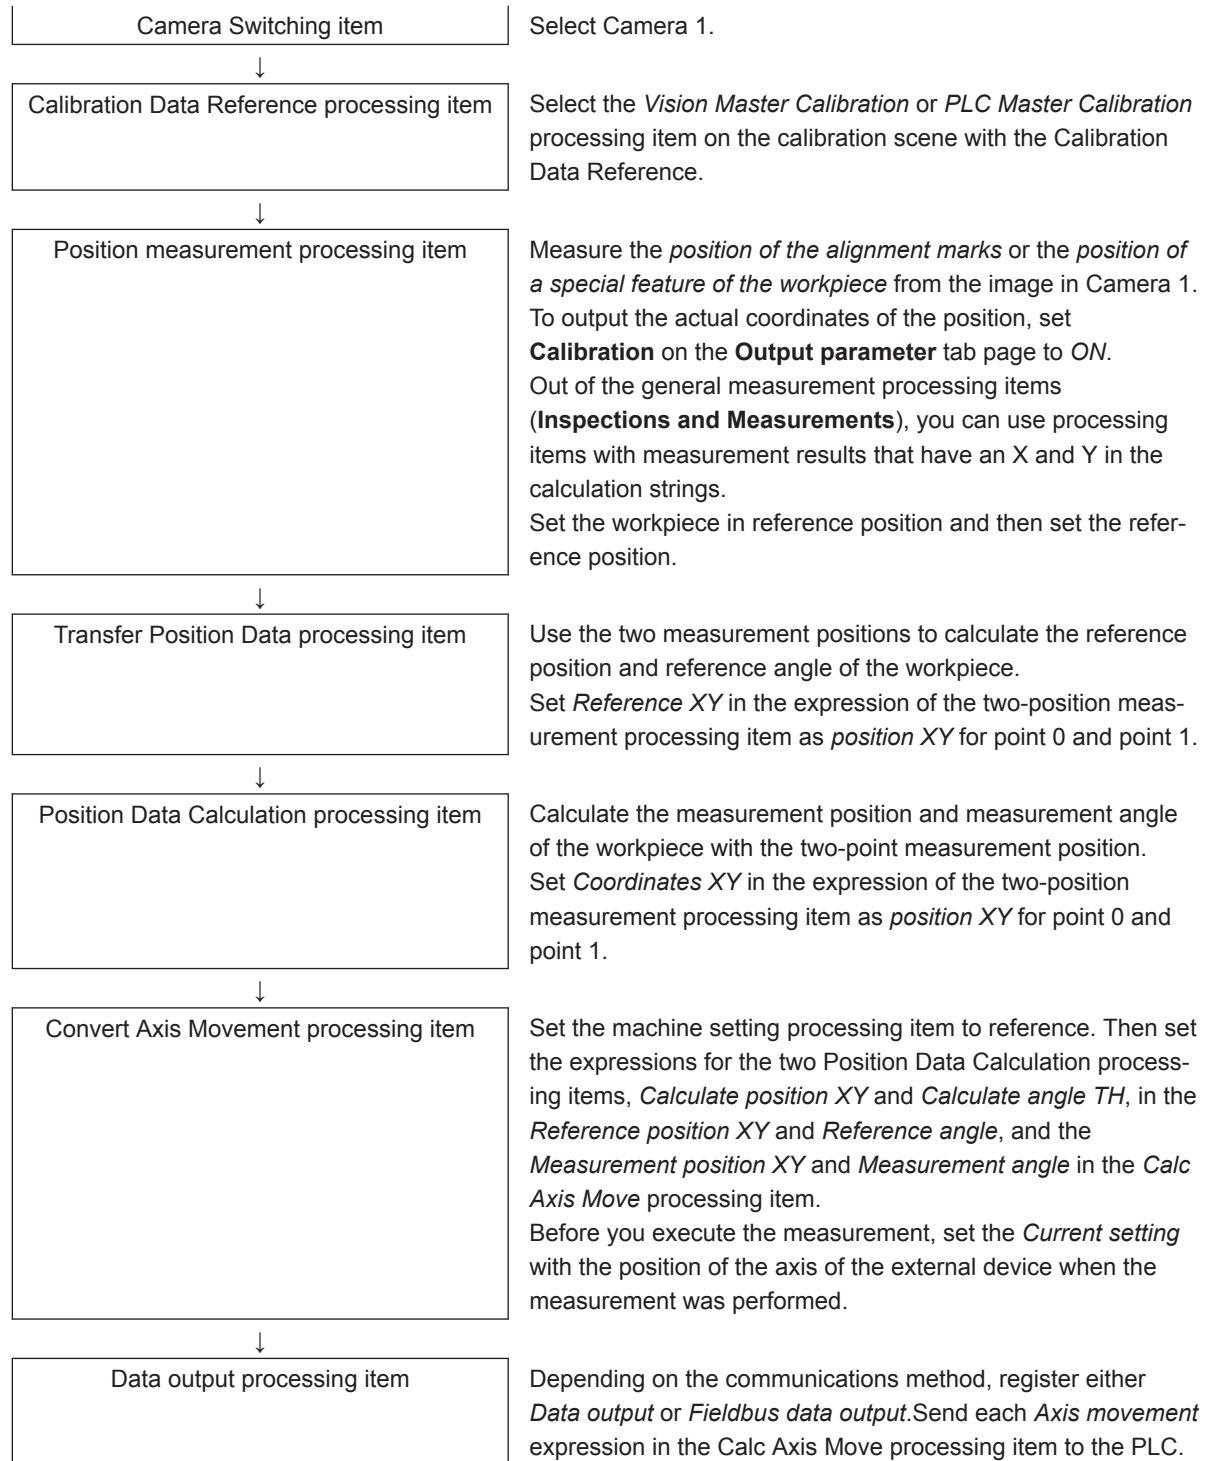 Camera Switching item
Select Camera 1.
↓
Calibration Data Reference processing item
Select the Vision Master Calibration or PLC Master Calibration
processing item on the calibration scene with the Calibration
Data Reference.
↓
Position measurement processing item
Measure the position of the alignment marks or the position of
a special feature of the workpiece from the image in Camera 1.
To output the actual coordinates of the position, set
Calibration on the Output parameter tab page to ON.
Out of the general measurement processing items
(Inspections and Measurements), you can use processing
items with measurement results that have an X and Y in the
calculation strings.
Set the workpiece in reference position and then set the refer-
ence position.
↓
Transfer Position Data processing item
Use the two measurement positions to calculate the reference
position and reference angle of the workpiece.
Set Reference XY in the expression of the two-position meas-
urement processing item as position XY for point 0 and point 1.
↓
Position Data Calculation processing item
Calculate the measurement position and measurement angle
of the workpiece with the two-point measurement position.
Set Coordinates XY in the expression of the two-position
measurement processing item as position XY for point 0 and
point 1.
↓
Convert Axis Movement processing item
Set the machine setting processing item to reference. Then set
the expressions for the two Position Data Calculation process-
ing items, Calculate position XY and Calculate angle TH, in the
Reference position XY and Reference angle, and the
Measurement position XY and Measurement angle in the Calc
Axis Move processing item.
Before you execute the measurement, set the Current setting
with the position of the axis of the external device when the
measurement was performed.
↓
Data output processing item
Depending on the communications method, register either
Data output or Fieldbus data output.Send each Axis movement
expression in the Calc Axis Move processing item to the PLC.